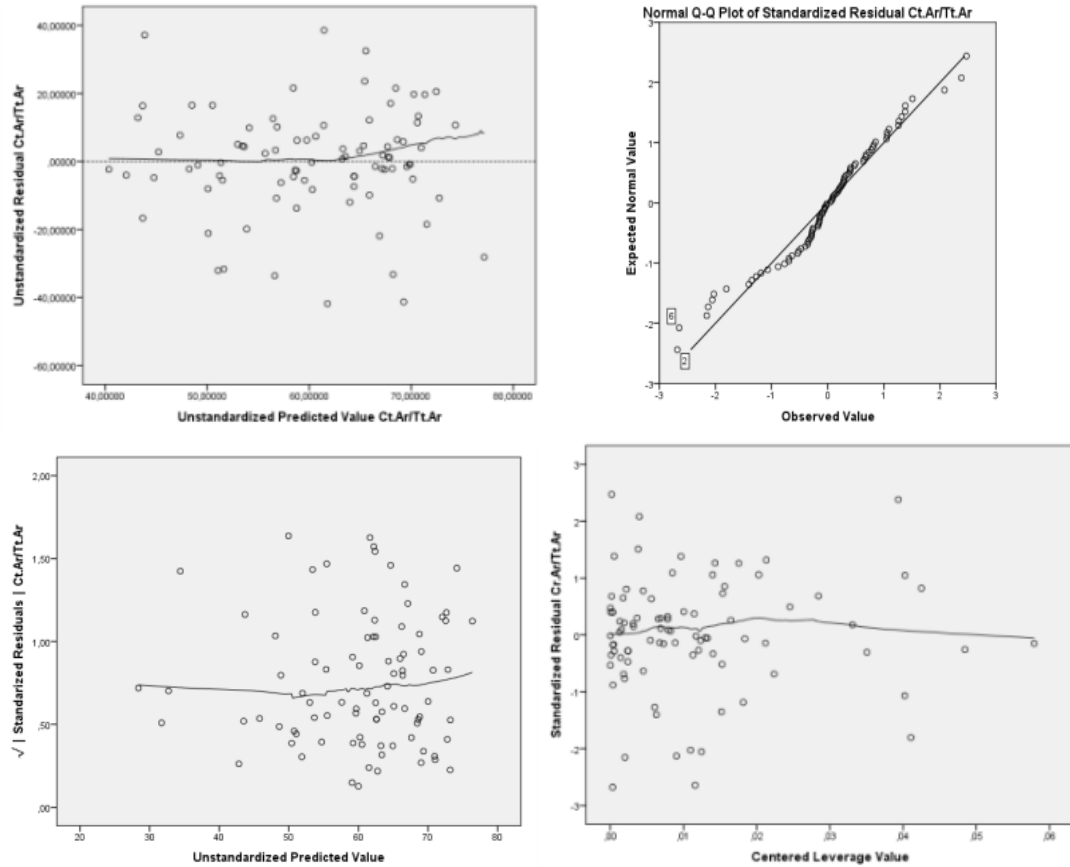 Unstandardized Residual Ct.Ar/Tt.Ar
40,00000
20,00000
,00000
-20,00000
-40,00000
-60,00000
40,00000 50,00000 60,00000 70,00000 80,00000
Unstandardized Predicted Value Ct.Ar/Tt.Ar
Normal Q-Q Plot of Standardized Residual Ct.Ar/Tt.Ar
Expected Normal Value
3
2
1
0
-1
-2
-3
6
2
-3 -2 -1 0 1 2 3
Observed Value
√ | Standarized Residuals | Ct.Ar/Tt.Ar
2,00
1,50
1,00
,50
,00
20 30 40 50 60 70 80
Unstandardized Predicted Value
Standardized Residual Cr.Ar/Tt.Ar
3
2
1
0
-1
-2
-3
,00 ,01 ,02 ,03 ,04 ,05 ,06
Centered Leverage Value